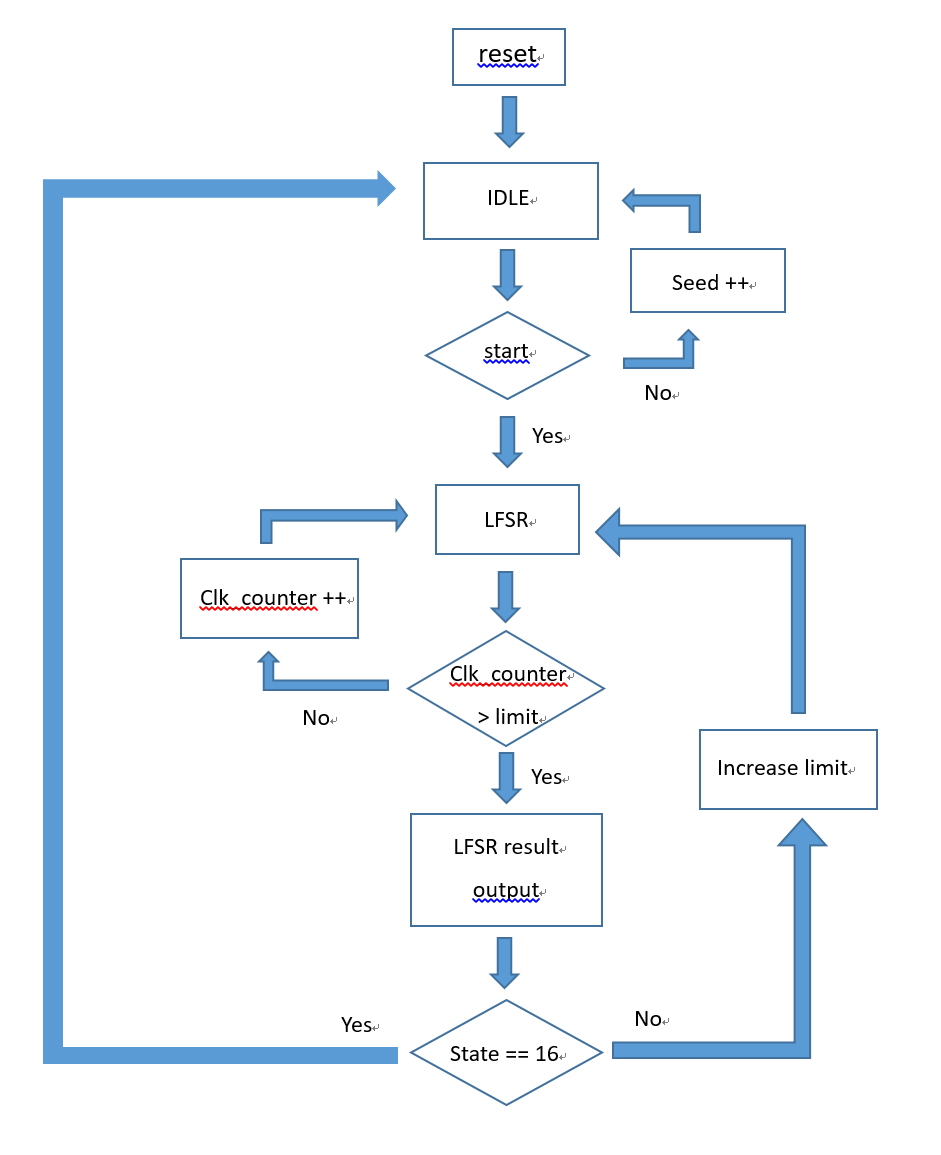 reset
IDLE
Seed ++
start
No
Yes
LFSR
Clk_counter ++
Clk_counter
> limit
No
Yes
Increase limit
LFSR result
output
Yes
No
State == 16